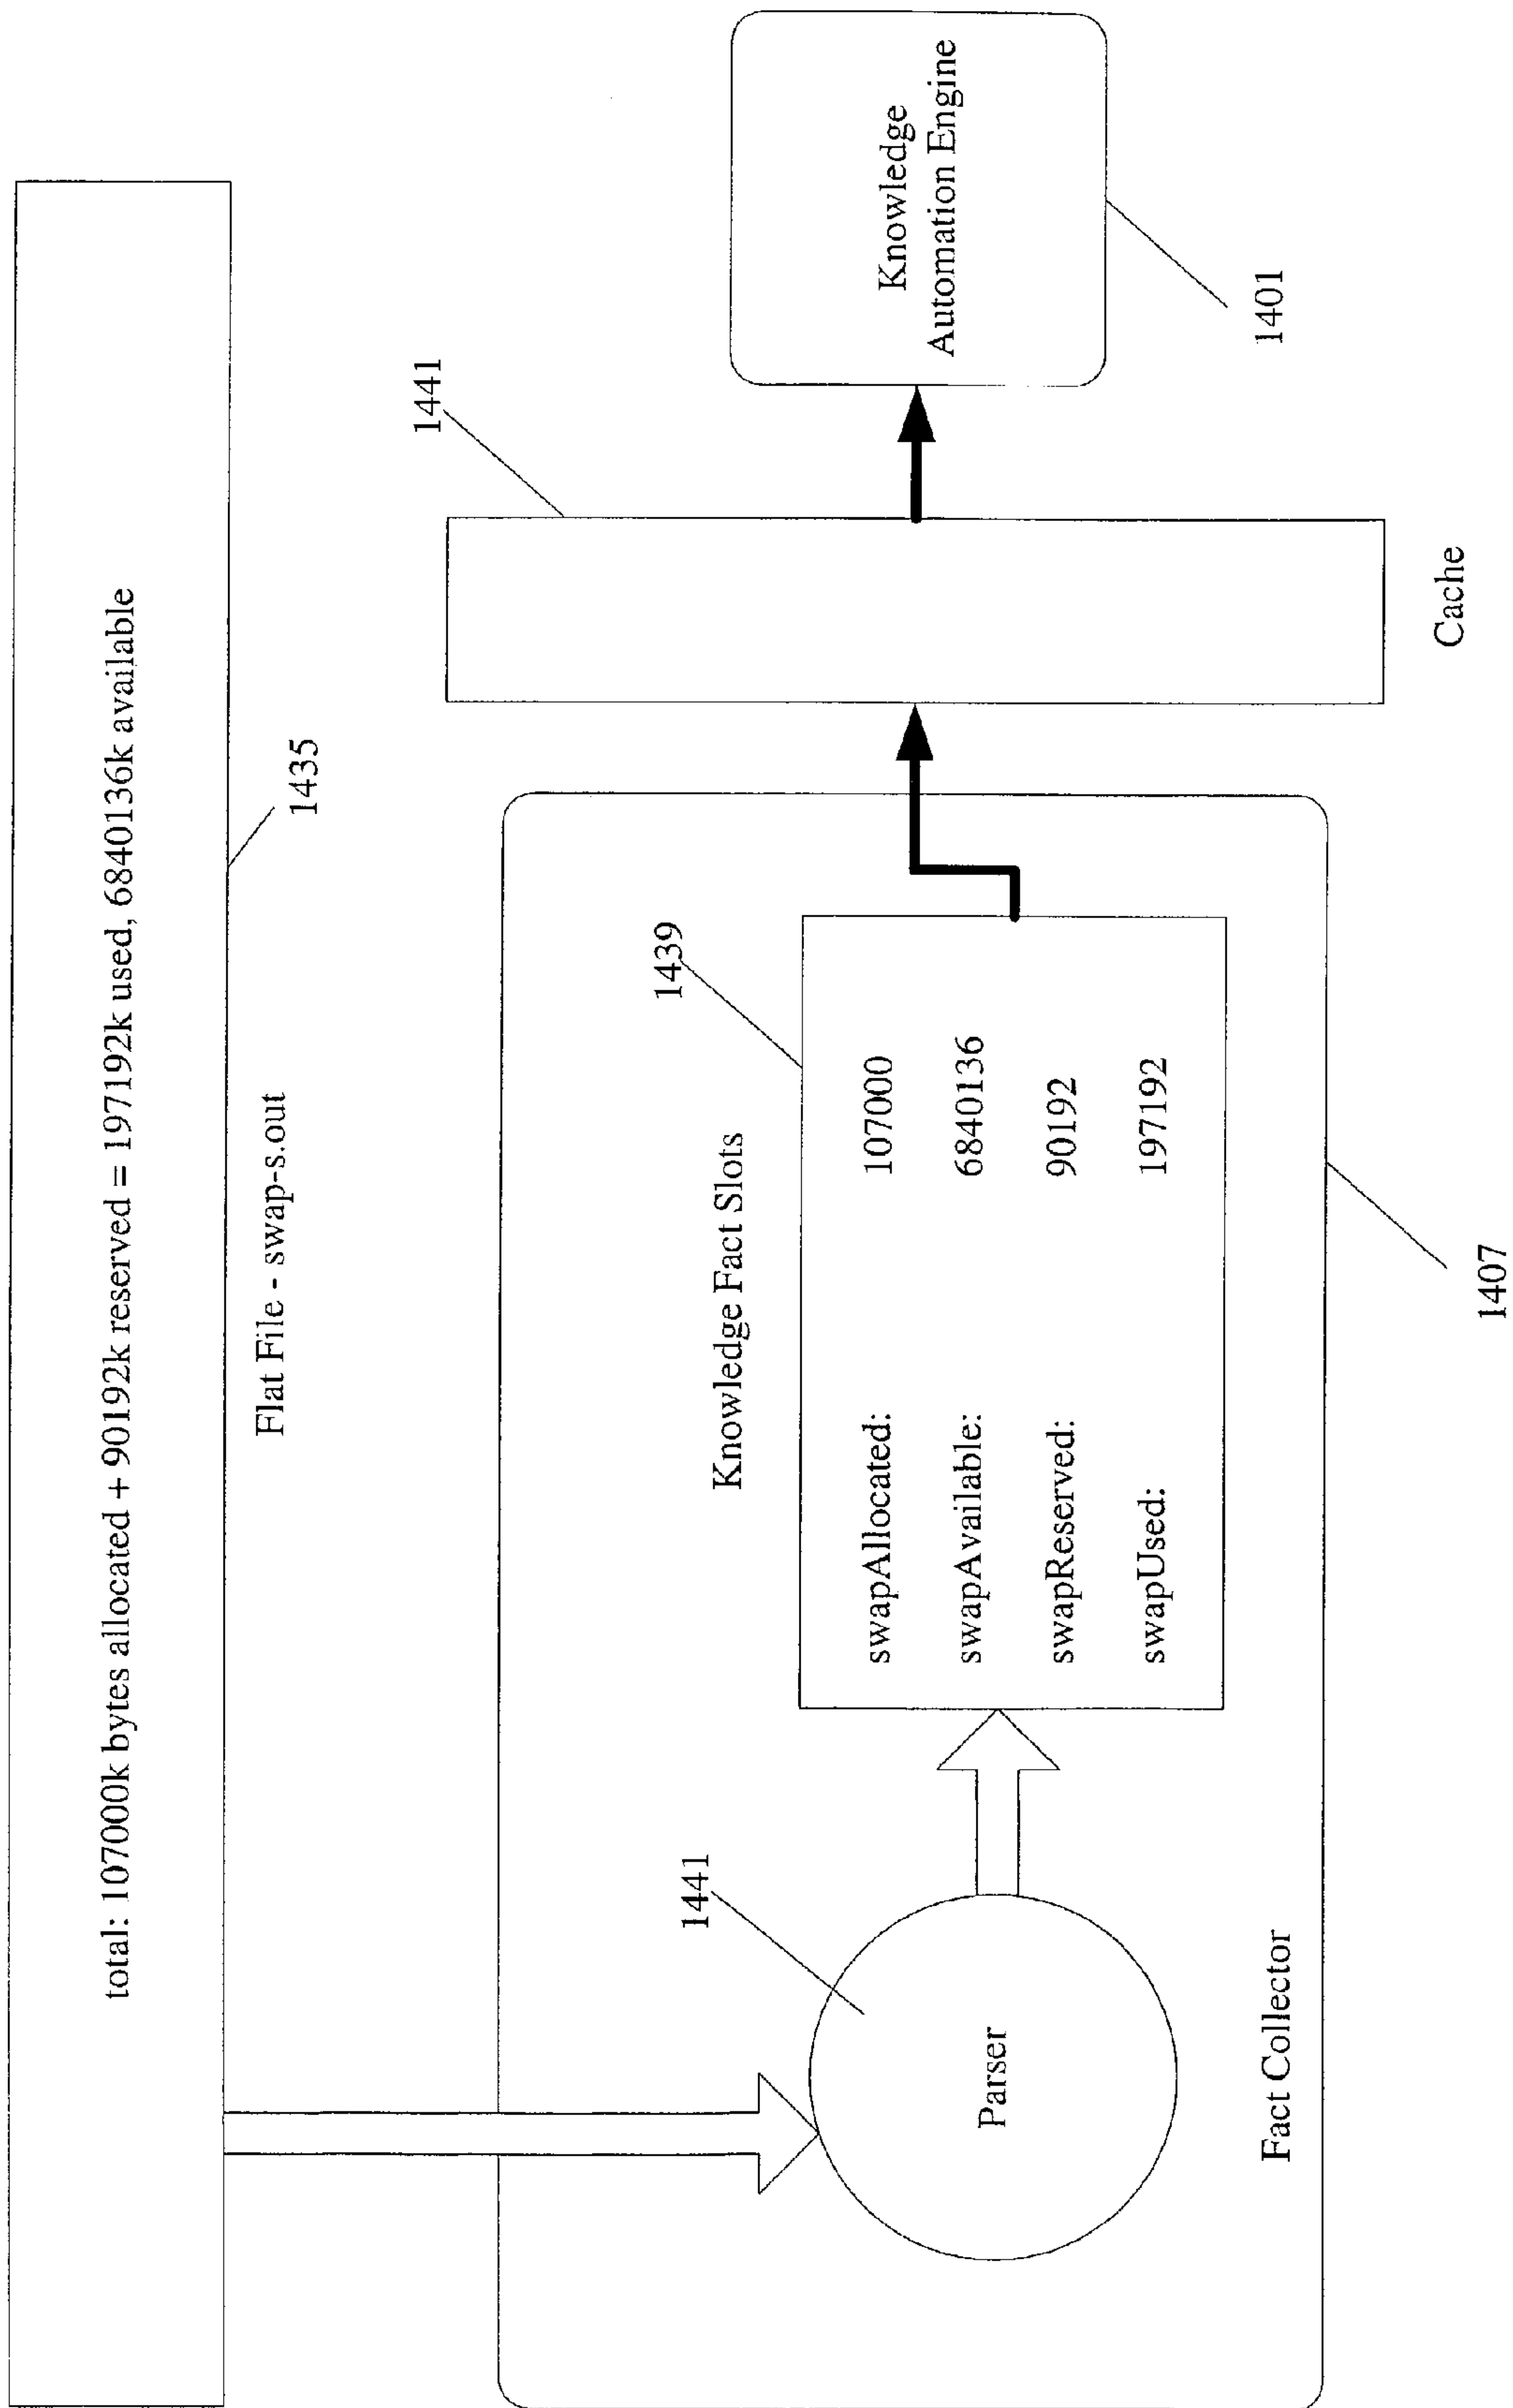 total: 107000k bytes allocated + 90192k reserved = 197192k used, 6840136k available
1435
Flat File - swap-s.out
1441
Knowledge
Automation Engine
1401
Cache
1439
Knowledge Fact Slots
swapAllocated: 107000
swapAvailable: 6840136
swapReserved: 90192
swapUsed: 197192
1441
Parser
Fact Collector
1407